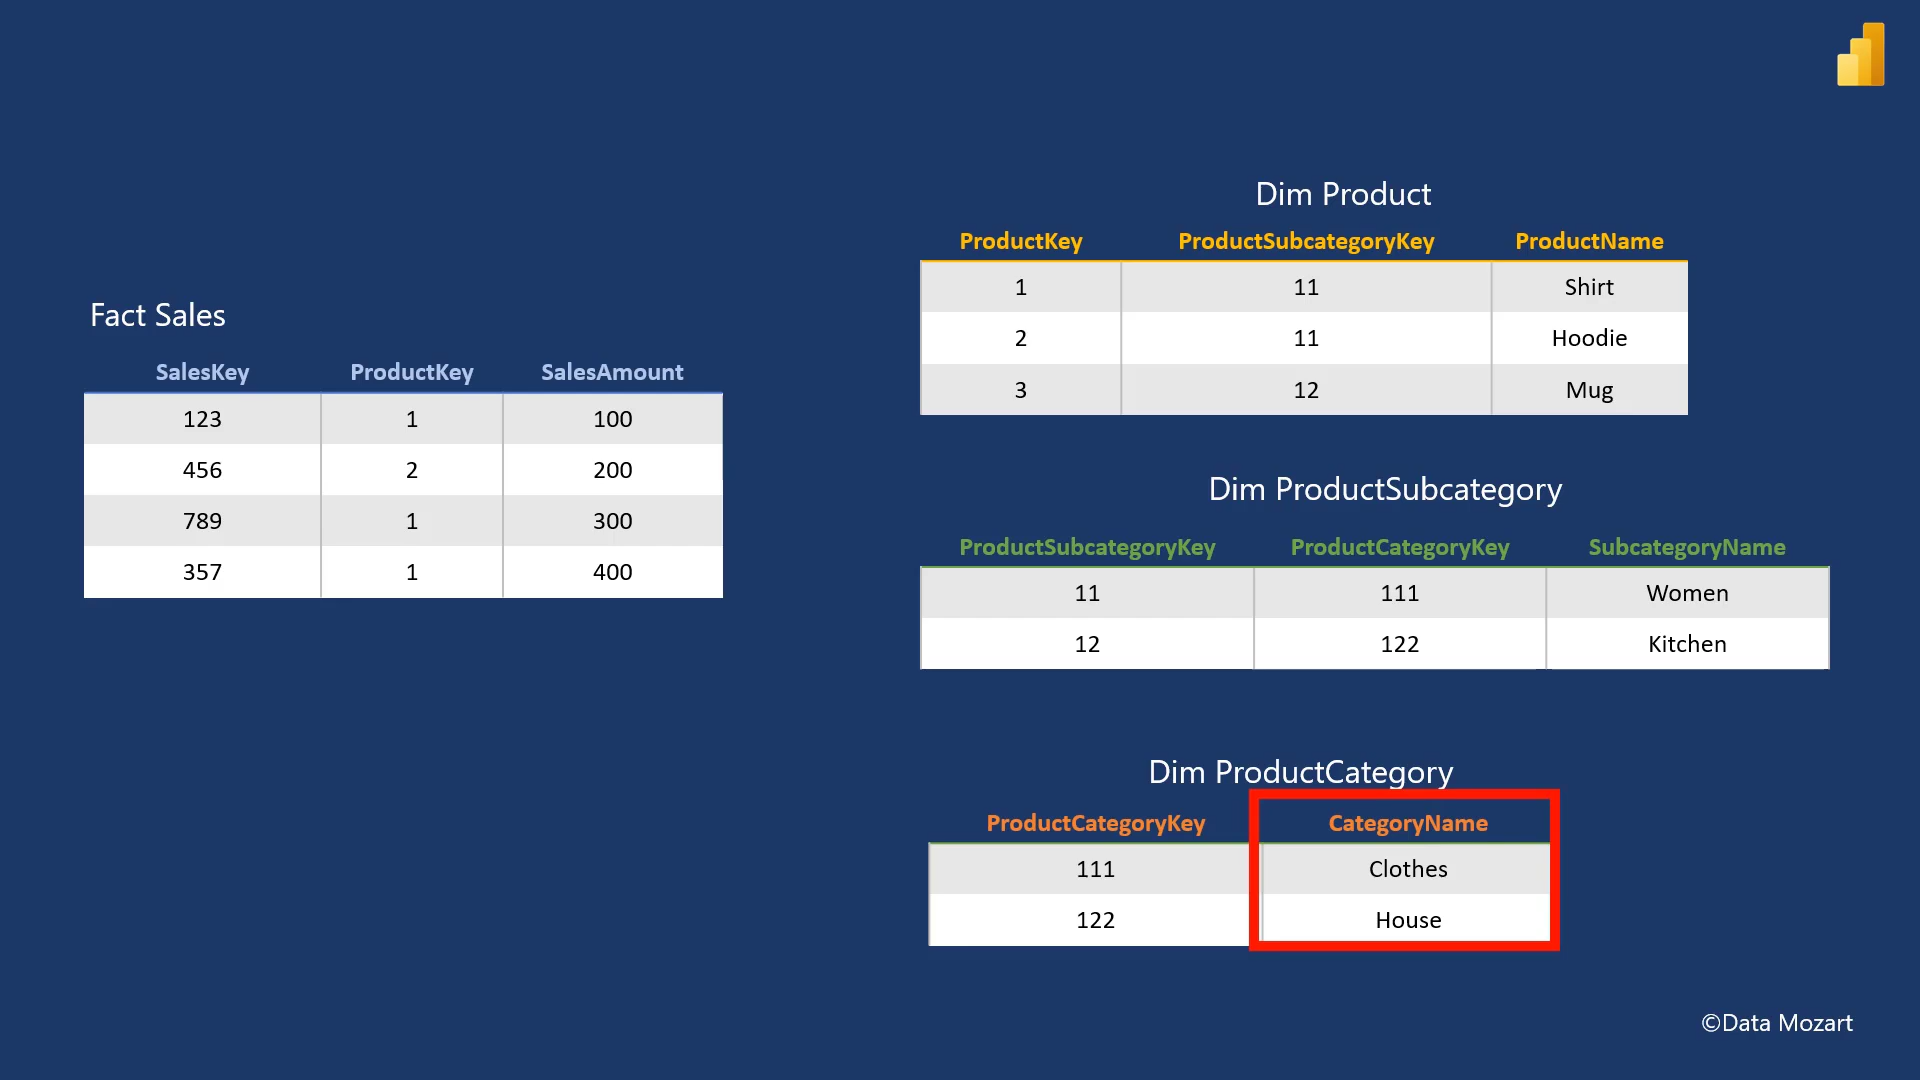 Fact Sales
SalesKey ProductKey SalesAmount
123 1 100
456 2 200
789 1 300
357 1 400
Dim Product
ProductKey ProductSubcategoryKey ProductName
1 11 Shirt
2 11 Hoodie
3 12 Mug
Dim ProductSubcategory
ProductSubcategoryKey ProductCategoryKey SubcategoryName
11 111 Women
12 122 Kitchen
Dim ProductCategory
ProductCategoryKey CategoryName
111 Clothes
122 House
©Data Mozart